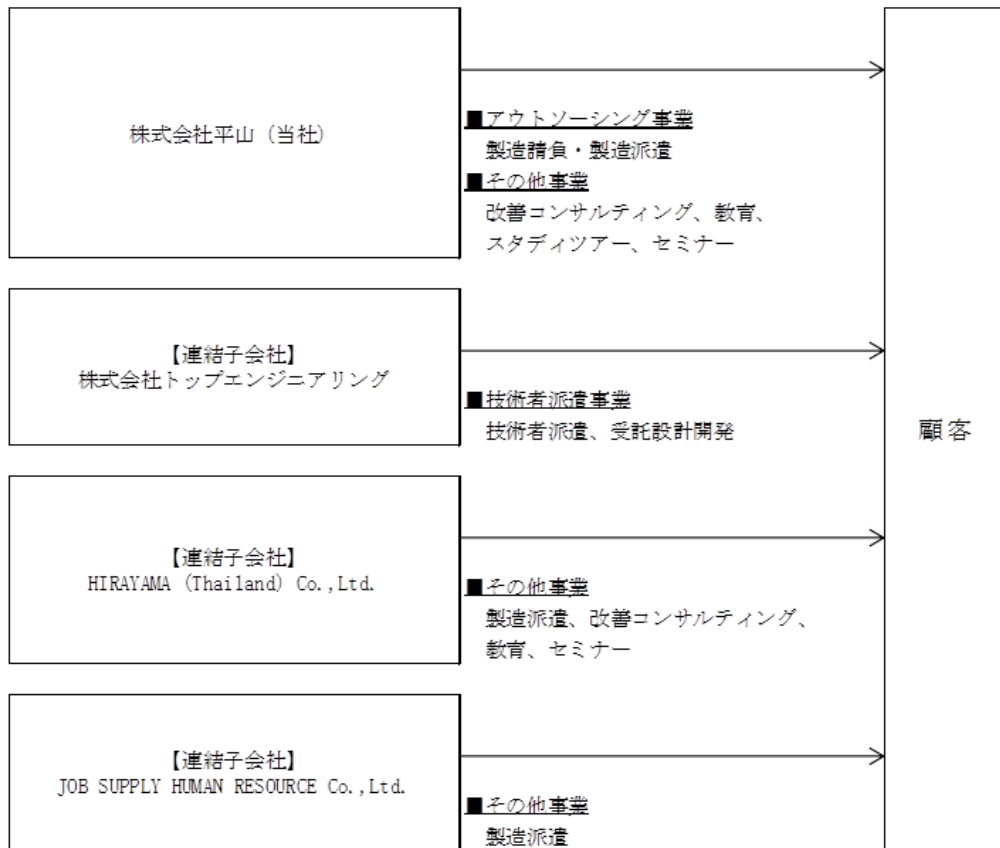 株式会社平山（当社）
■アウトソーシング事業
製造請負・製造派遣
■その他事業
改善コンサルティング、教育、
スタディツアー、セミナー
【連結子会社】
株式会社トップエンジニアリング
■技術者派遣事業
技術者派遣、受託設計開発
顧客
【連結子会社】
HIRAYAMA (Thailand) Co.,Ltd.
■その他事業
製造派遣、改善コンサルティング、
教育、セミナー
【連結子会社】
JOB SUPPLY HUMAN RESOURCE Co.,Ltd.
■その他事業
製造派遣